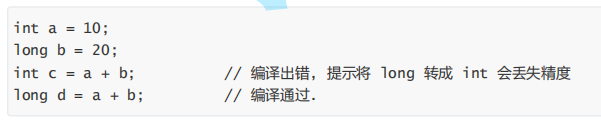 int a = 10;
long b = 20;
int c = a + b;          // 编译出错, 提示将 long 转成 int 会丢失精度
long d = a + b;         // 编译通过.